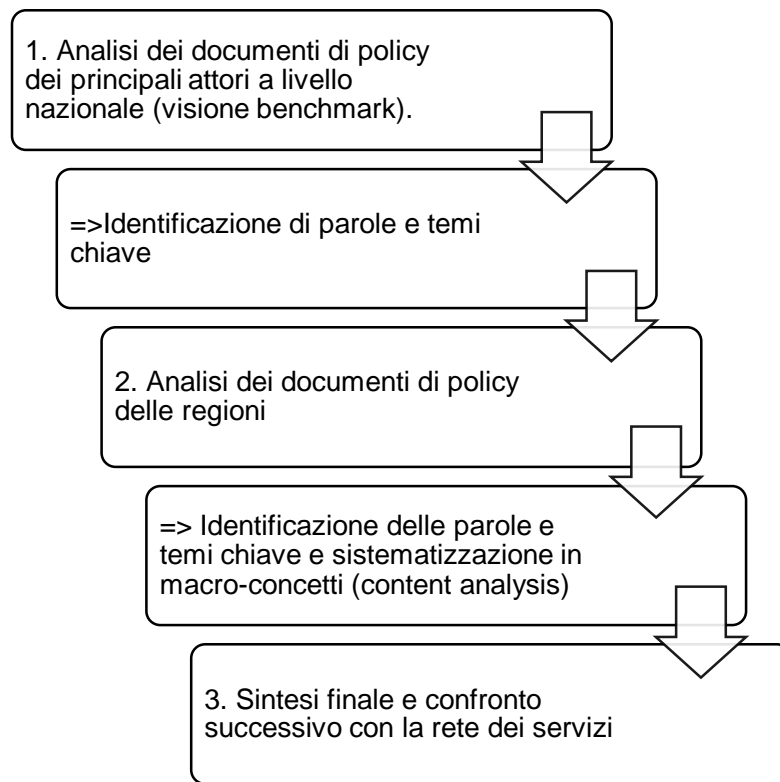 1. Analisi dei documenti di policy
dei principali attori a livello
nazionale (visione benchmark).
=>Identificazione di parole e temi
chiave
2. Analisi dei documenti di policy
delle regioni
=> Identificazione delle parole e
temi chiave e sistematizzazione in
macro-concetti (content analysis)
3. Sintesi finale e confronto
successivo con la rete dei servizi